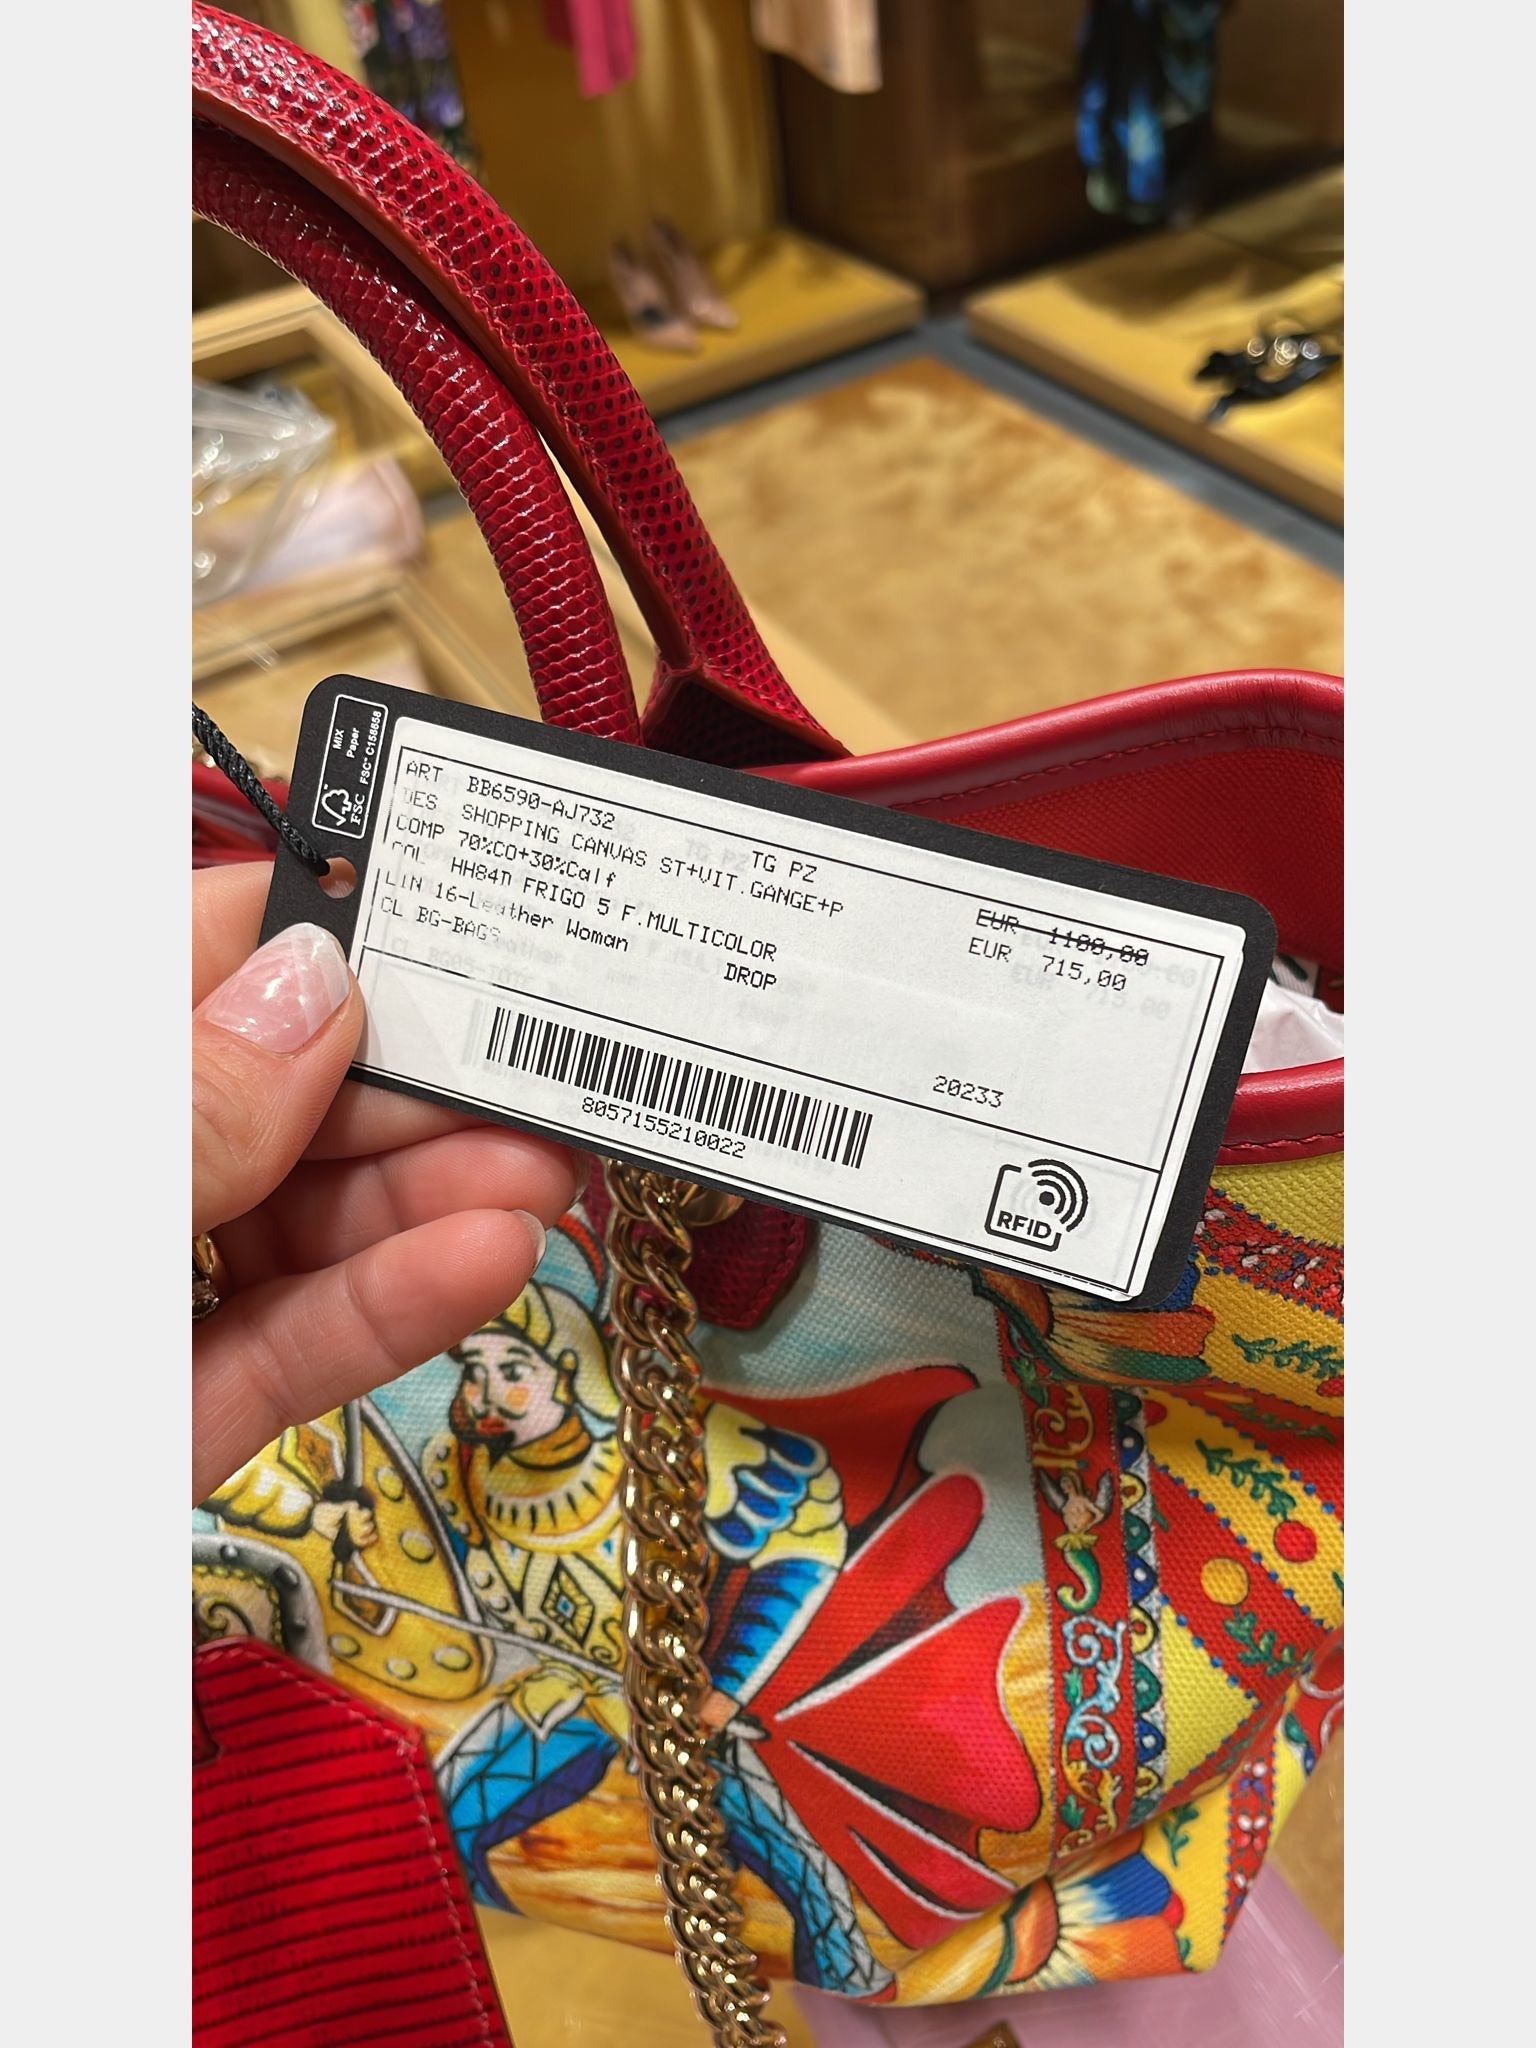 MIX
Paper
FSC® C158658
FSC
ART BB6590-AJ732
TG PZ
DES SHOPPING CANVAS ST+VIT.GANGE+P
COMP 70%CO+30%Calf
COL HH84D FRIGO 5 F.MULTICOLOR
LIN 16-Leather Woman
CL BG-BAGS
DROP
EUR 1100,00
EUR 715,00
20233
8057155210022
RFID